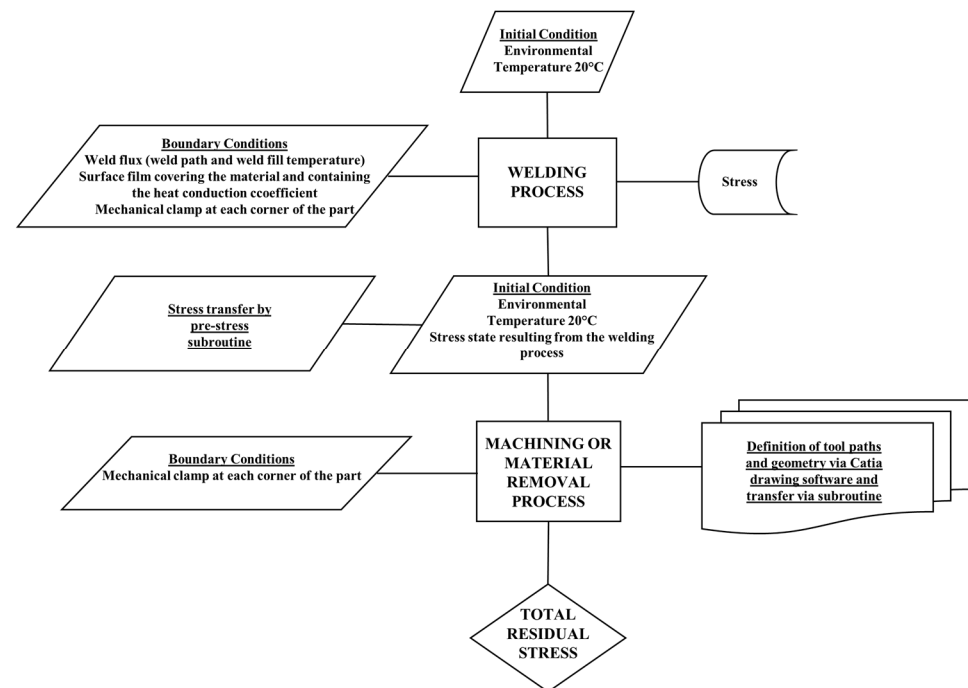 Initial Condition
Environmental
Temperature 20°C
Boundary Conditions
Weld flux (weld path and weld fill temperature)
Surface film covering the material and containing
the heat conduction ccoefficient
Mechanical clamp at each corner of the part
WELDING
PROCESS
Stress
Stress transfer by
pre-stress
subroutine
Initial Condition
Environmental
Temperature 20°C
Stress state resulting from the welding
process
Boundary Conditions
Mechanical clamp at each corner of the part
MACHINING OR
MATERIAL
REMOVAL
PROCESS
Definition of tool paths
and geometry via Catia
drawing software and
transfer via subroutine
TOTAL
RESIDUAL
STRESS